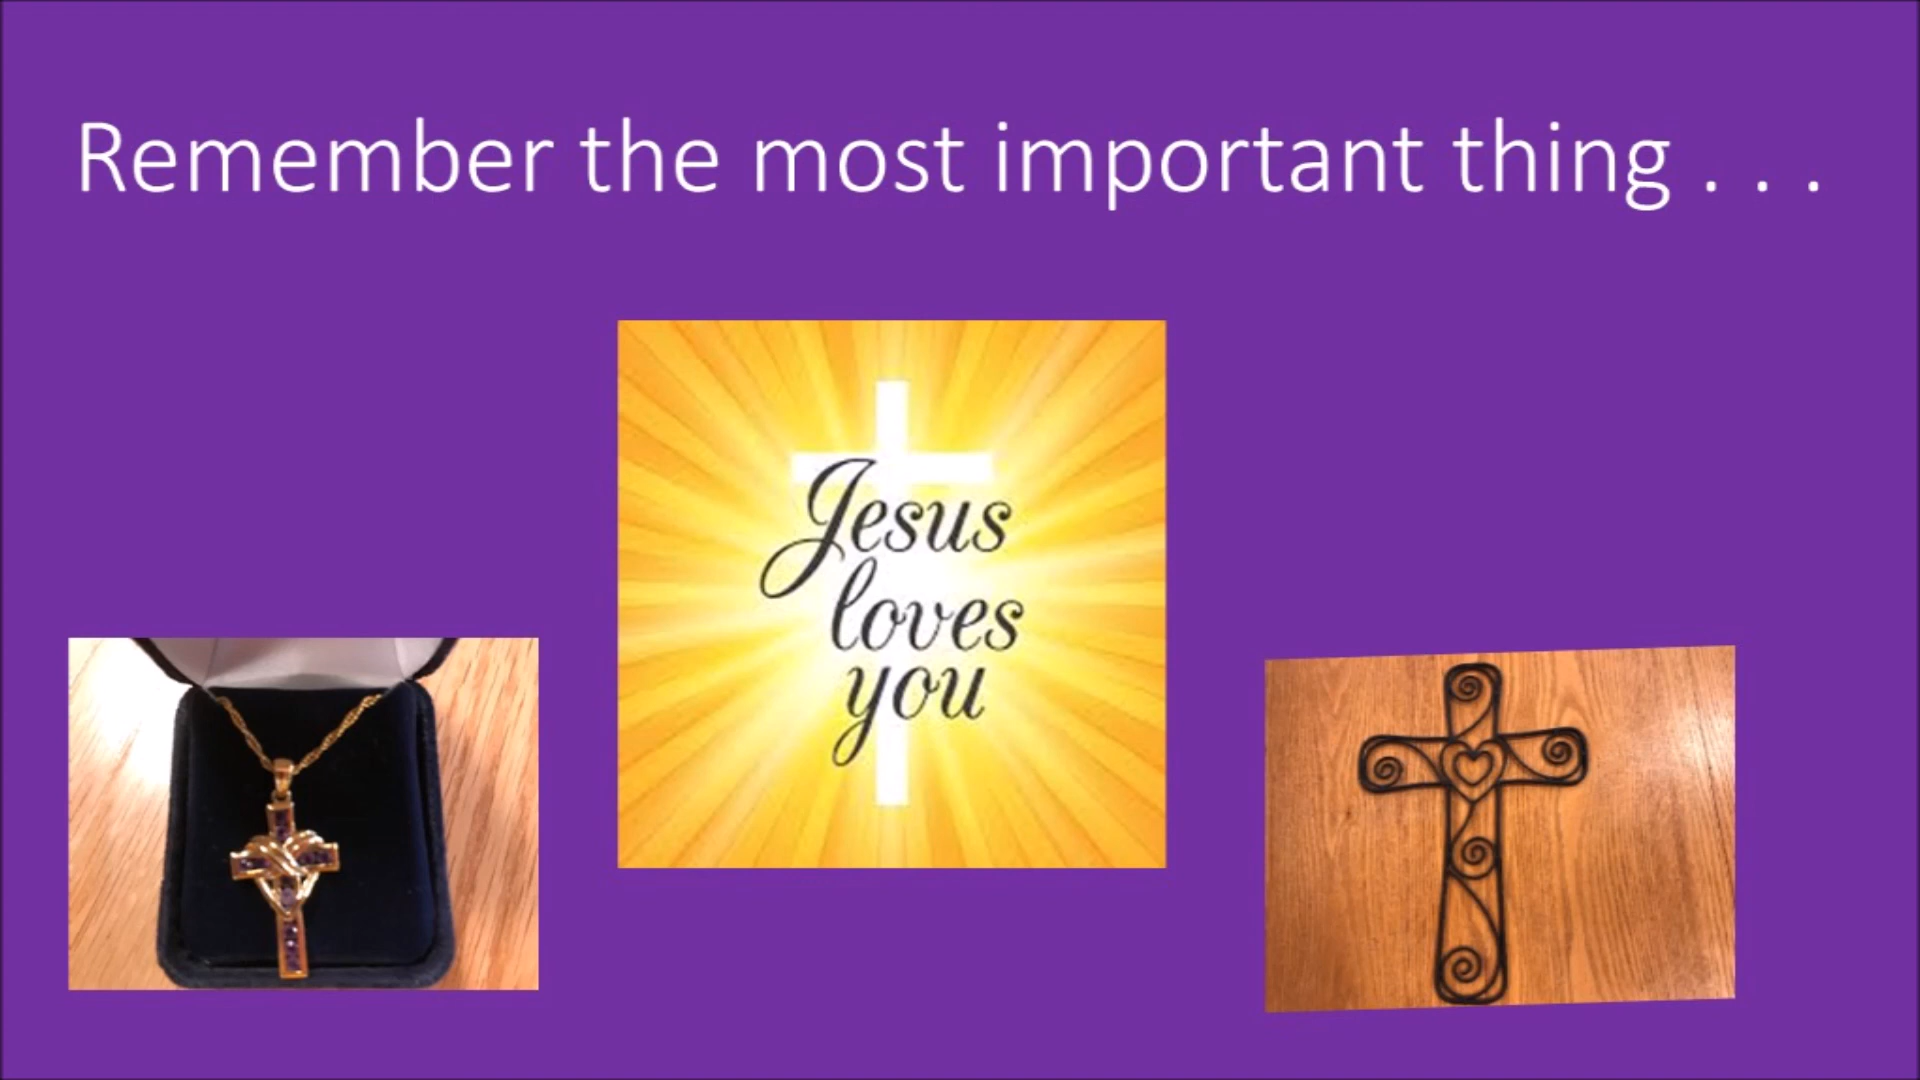 Remember the most important thing . . .
Jesus
loves
you